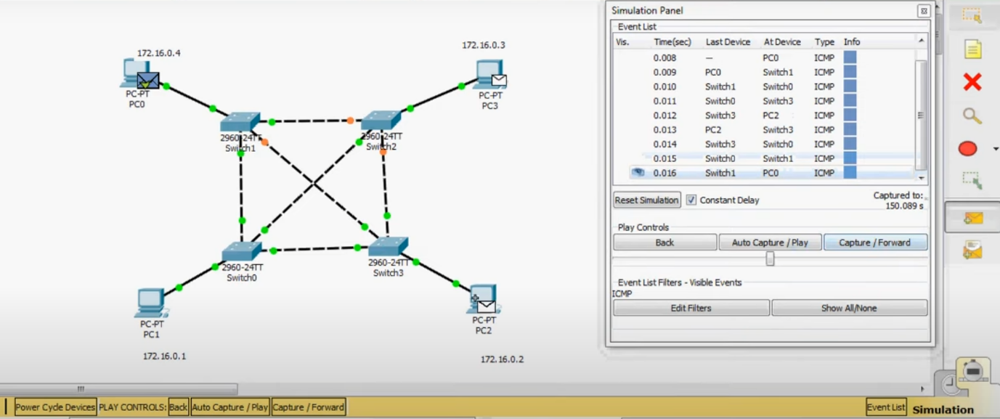 172.16.0.4
PC-PT
PC0
172.16.0.3
PC-PT
PC3
2960-24TT
Switch1
2960-24TT
Switch2
2960-24TT
Switch0
2960-24TT
Switch3
PC-PT
PC1
172.16.0.1
PC-PT
PC2
172.16.0.2
Simulation Panel
Event List
Vis. Time(sec) Last Device At Device Type Info
0.008 -- PC0 ICMP
0.009 PC0 Switch1 ICMP
0.010 Switch1 Switch0 ICMP
0.011 Switch0 Switch3 ICMP
0.012 Switch3 PC2 ICMP
0.013 PC2 Switch3 ICMP
0.014 Switch3 Switch0 ICMP
0.015 Switch0 Switch1 ICMP
0.016 Switch1 PC0 ICMP
Reset Simulation Constant Delay Captured to:
150.089 s
Play Controls
Back Auto Capture / Play Capture / Forward
Event List Filters - Visible Events
ICMP
Edit Filters Show All/None
Power Cycle Devices PLAY CONTROLS: Back Auto Capture / Play Capture / Forward Event List Simulation